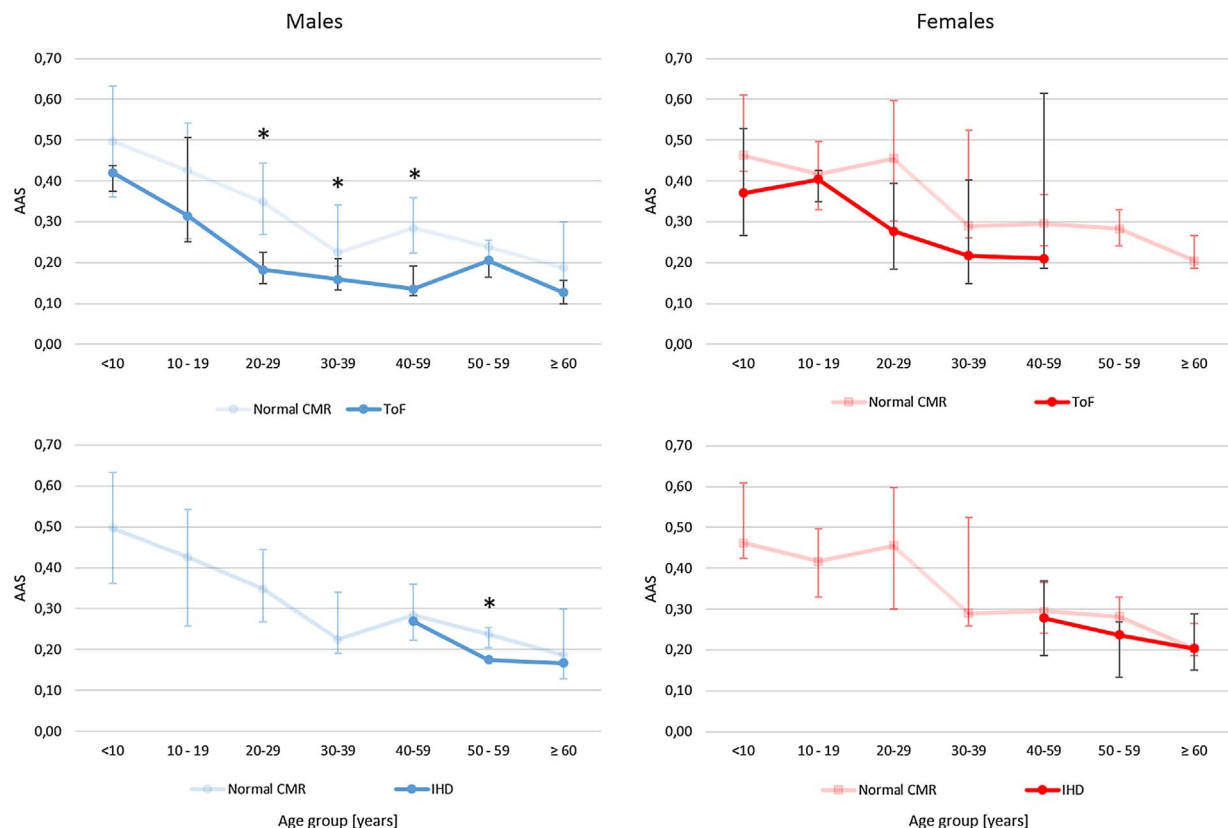 Males
Females
0,70
0,60
0,50
0,40
0,30
0,20
0,10
0,00
AAS
*
*
*
<10
10 - 19
20-29
30-39
40-59
50 - 59
≥ 60
Normal CMR
ToF
0,70
0,60
0,50
0,40
0,30
0,20
0,10
0,00
AAS
<10
10 - 19
20-29
30-39
40-59
50 - 59
≥ 60
Normal CMR
ToF
0,70
0,60
0,50
0,40
0,30
0,20
0,10
0,00
AAS
*
<10
10 - 19
20-29
30-39
40-59
50 - 59
≥ 60
Normal CMR
IHD
Age group [years]
0,70
0,60
0,50
0,40
0,30
0,20
0,10
0,00
AAS
<10
10 - 19
20-29
30-39
40-59
50 - 59
≥ 60
Normal CMR
IHD
Age group [years]